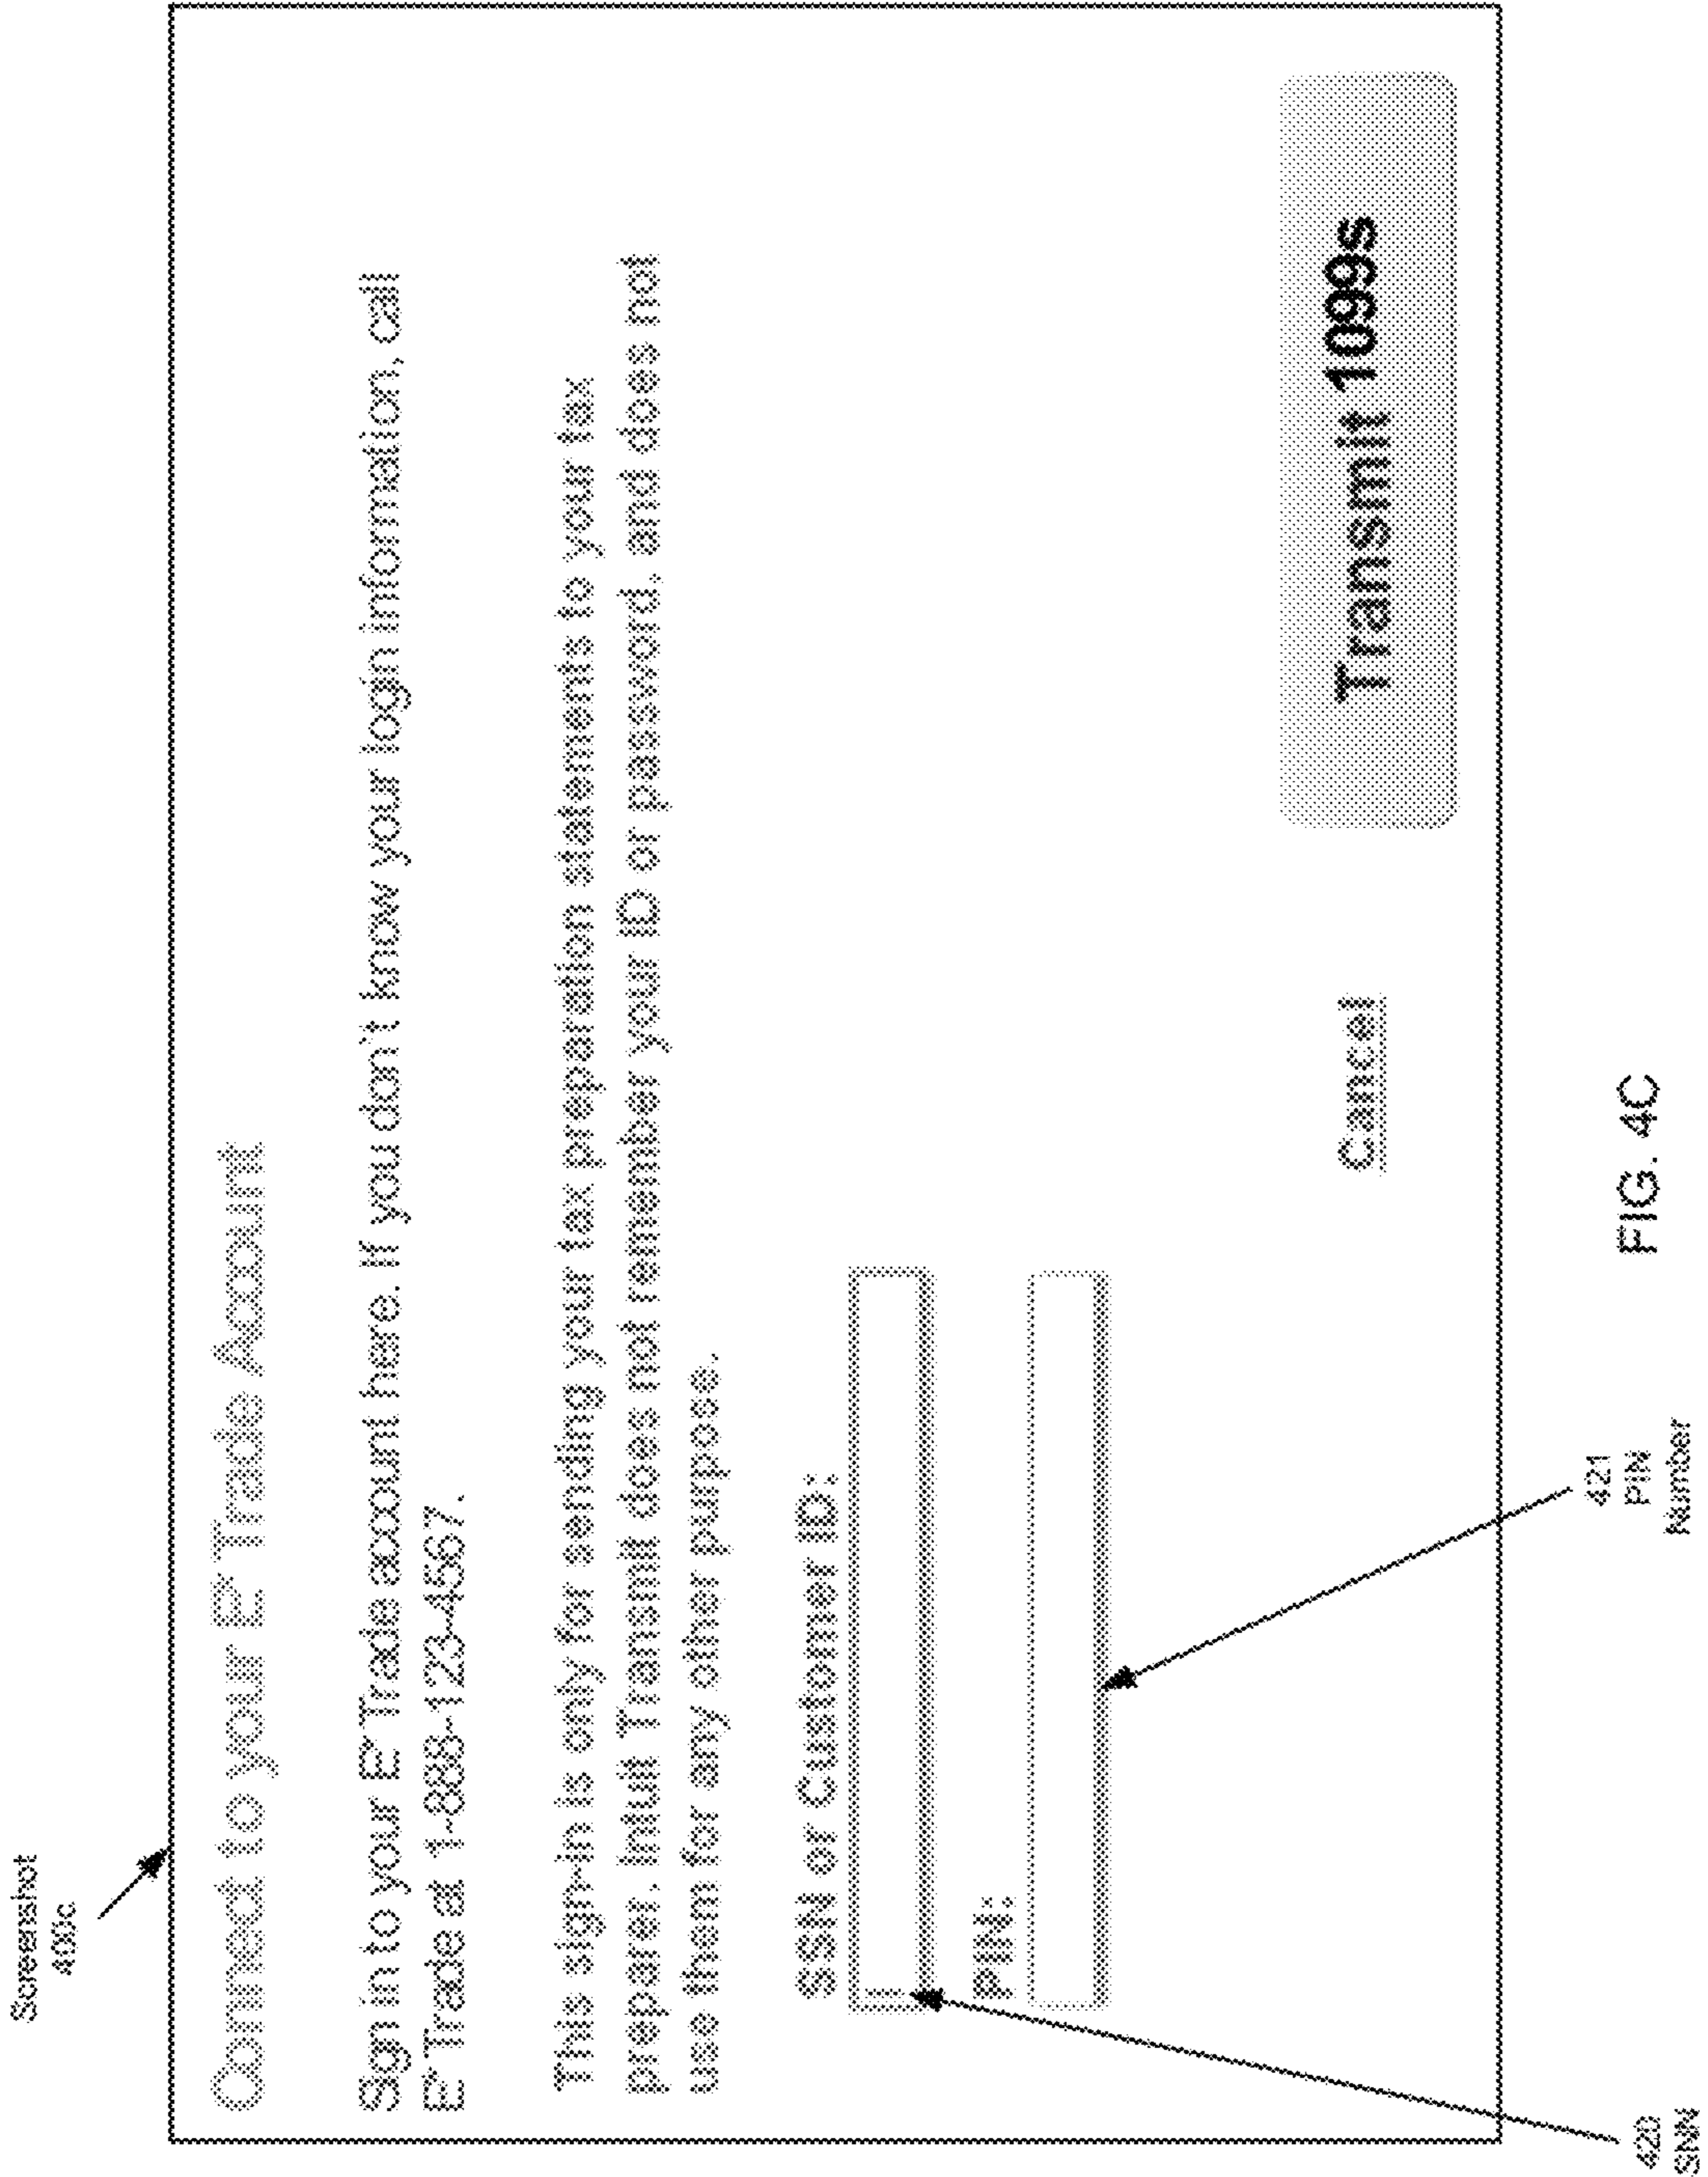 Screenshot
400c
Connect to your E*Trade Account
Sign in to your E*Trade account here. If you don't know your login information, call
E*Trade at 1-888-123-4567.
This sign-in is only for sending your tax preparation statements to your tax
preparer. Intuit Transmit does not remember your ID or password, and does not
use them for any other purpose.
SSN or Customer ID:
PIN:
Cancel
Transmit 1099s
420
SNN
421
PIN
Number
FIG. 4C